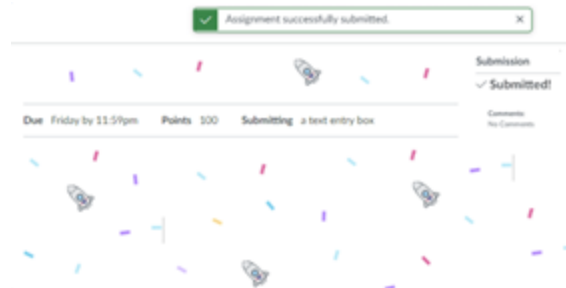 Assignment successfully submitted. ×
Submission
✓ Submitted!
Due Friday by 11:59pm Points 100 Submitting a text entry box
Comments:
No Comments